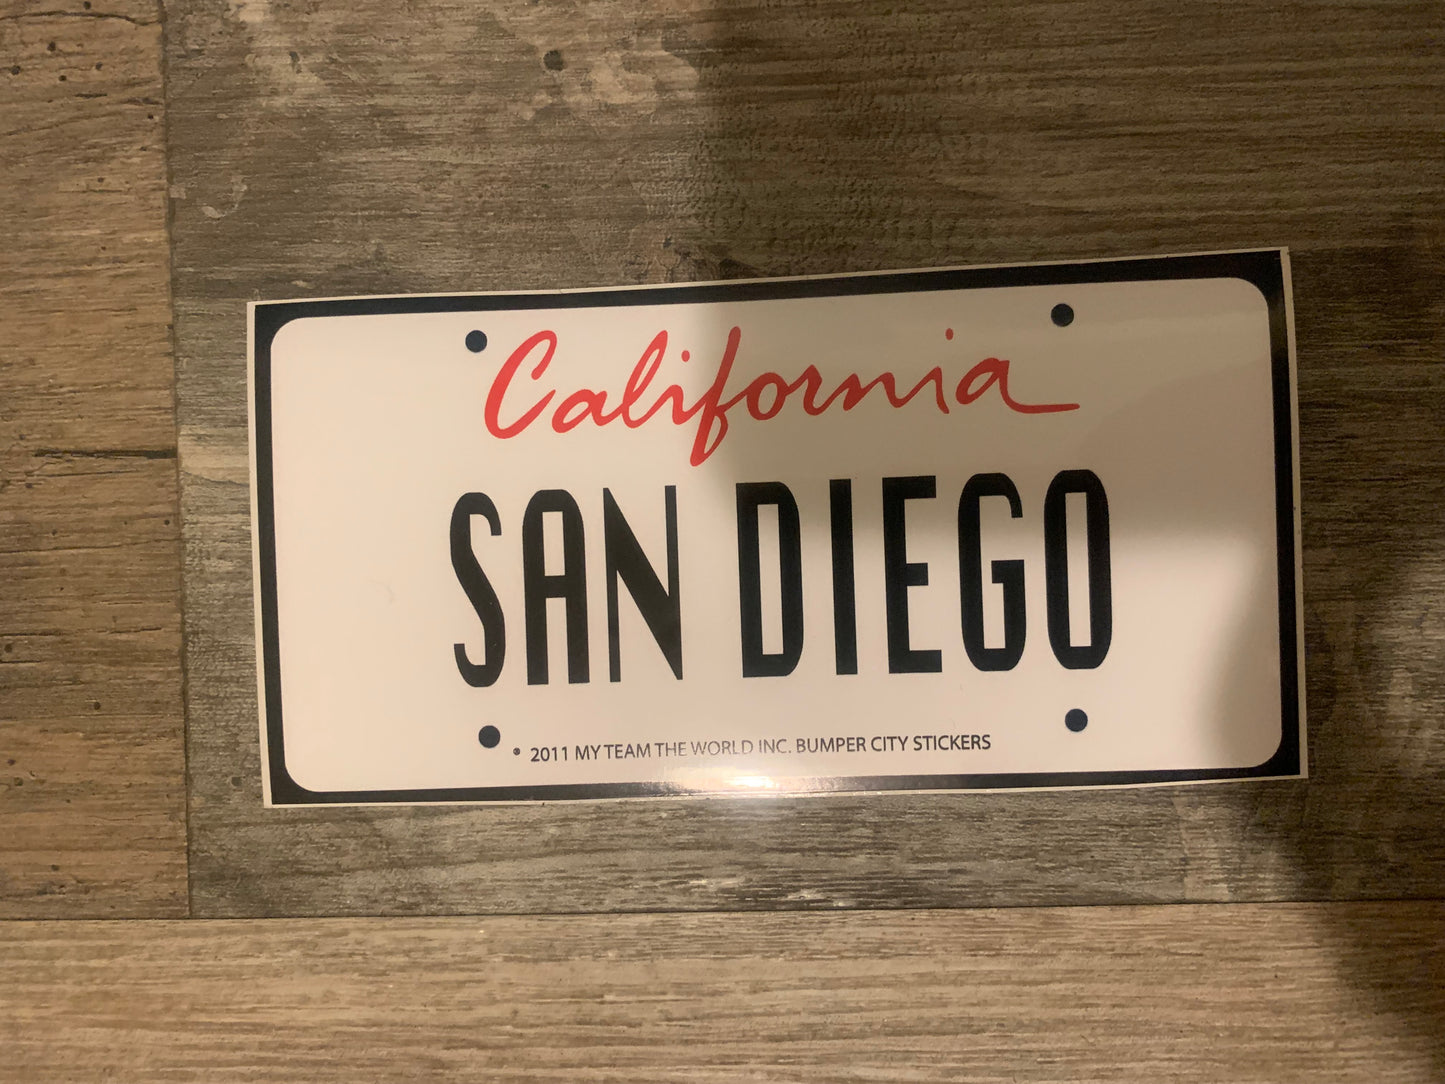 California
SAN DIEGO
® 2011 MY TEAM THE WORLD INC. BUMPER CITY STICKERS